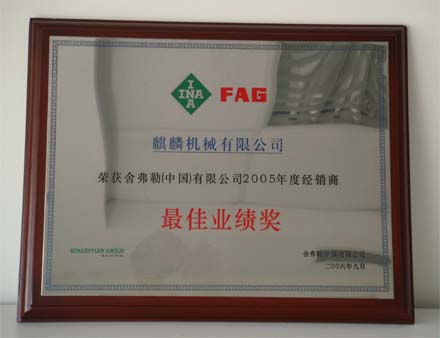 INA INA FAG
麒麟机械有限公司
荣获舍弗勒(中国)有限公司2005年度经销商
最佳业绩奖
SCHAEFFLER GROUP
INDUSTRIAL
舍弗勒(中国)有限公司
二00六年九月